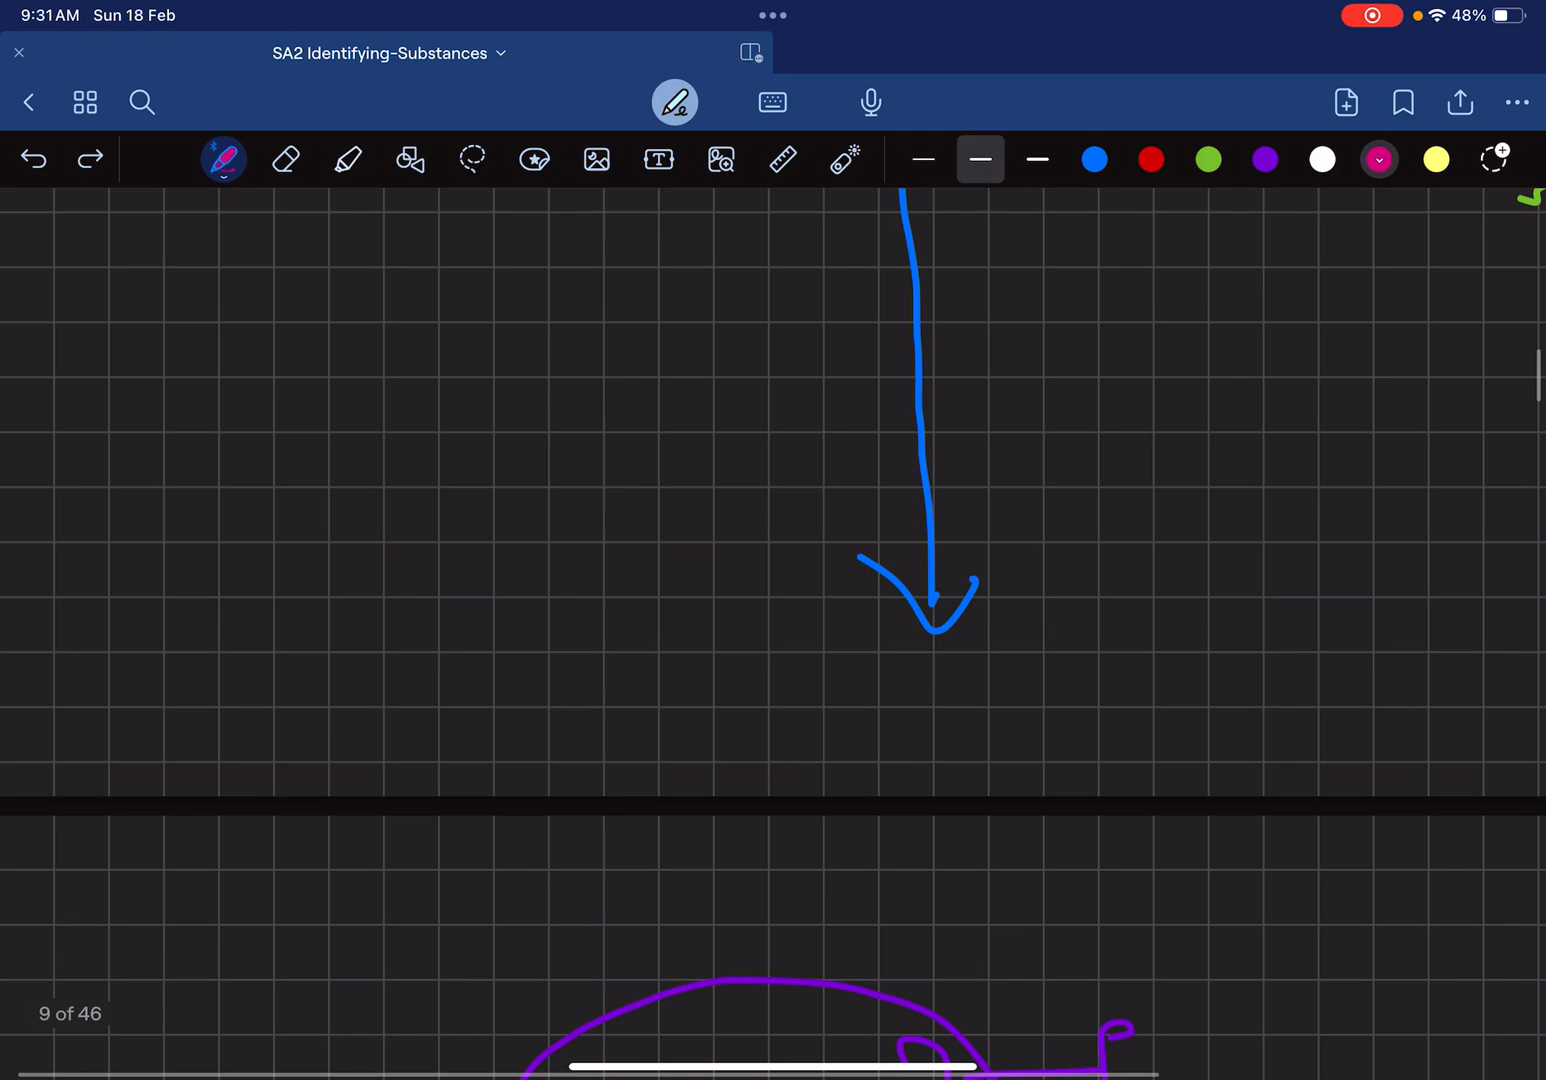 9:31 AM Sun 18 Feb
48%
SA2 Identifying-Substances
T
9 of 46